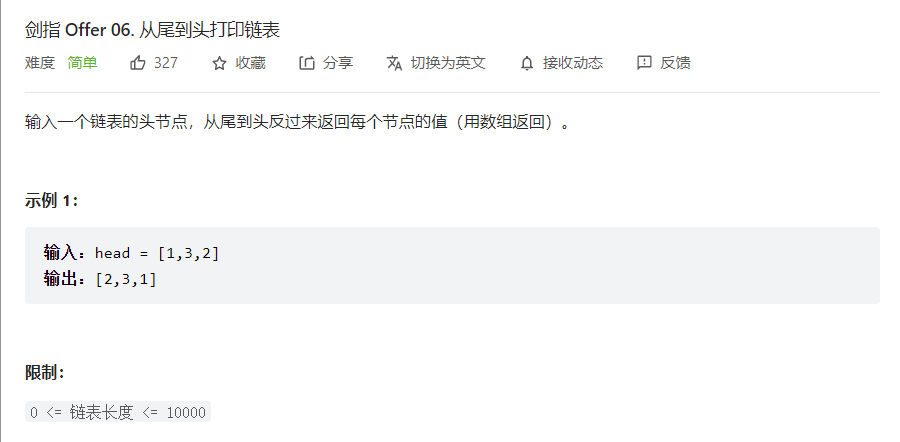 剑指 Offer 06. 从尾到头打印链表
难度 简单 327 收藏 分享 切换为英文 接收动态 反馈
输入一个链表的头节点，从尾到头反过来返回每个节点的值（用数组返回）。
示例 1：
输入：head = [1,3,2]
输出：[2,3,1]
限制：
0 <= 链表长度 <= 10000